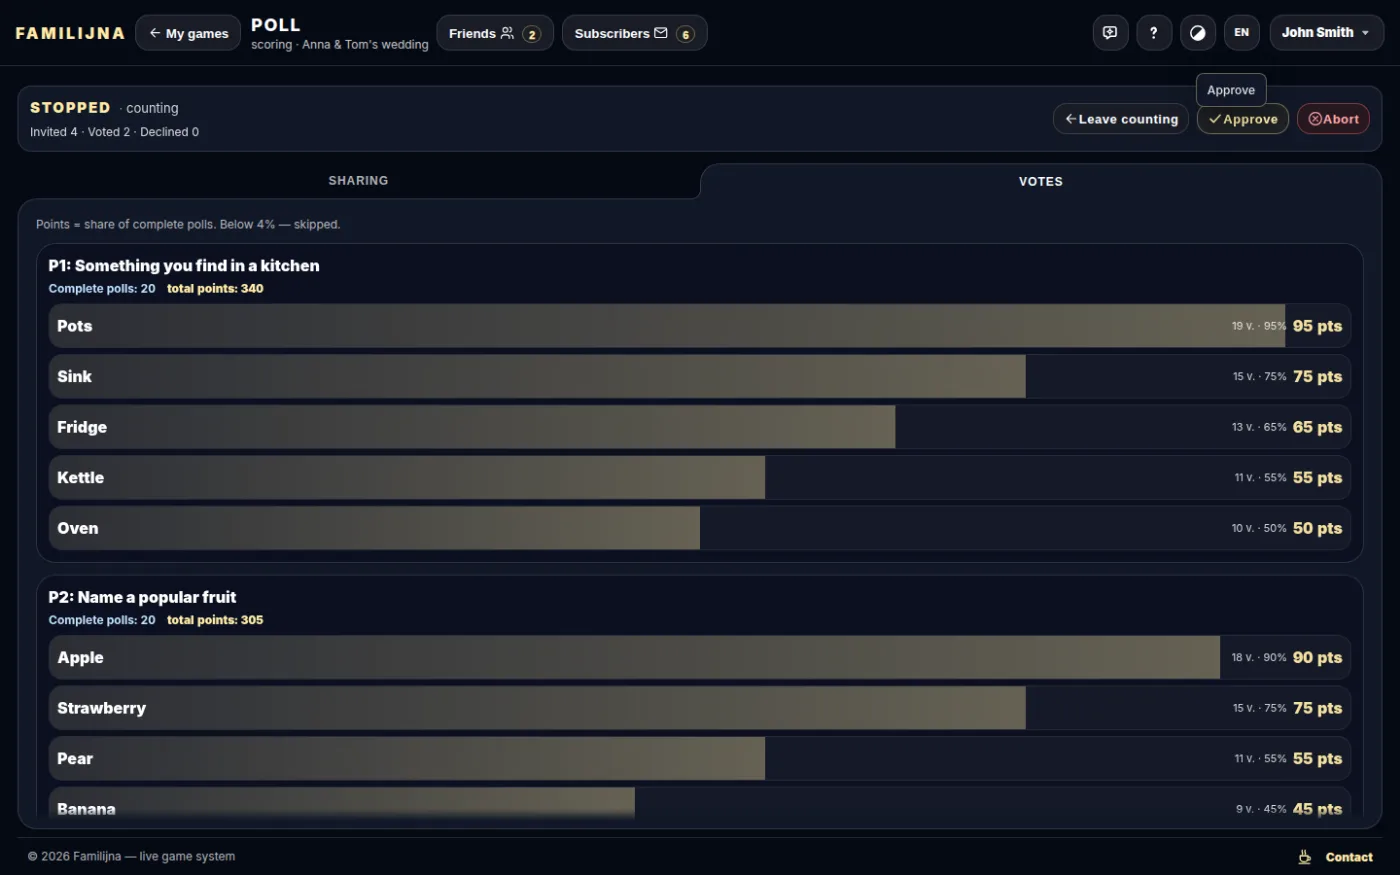 FAMILIJNA
My games
POLL
scoring · Anna & Tom's wedding
Friends 2
Subscribers 6
?
EN
John Smith
Approve
STOPPED · counting
Invited 4 · Voted 2 · Declined 0
Leave counting
Approve
Abort
SHARING
VOTES
Points = share of complete polls. Below 4% — skipped.
P1: Something you find in a kitchen
Complete polls: 20 total points: 340
Pots 19 v. · 95% 95 pts
Sink 15 v. · 75% 75 pts
Fridge 13 v. · 65% 65 pts
Kettle 11 v. · 55% 55 pts
Oven 10 v. · 50% 50 pts
P2: Name a popular fruit
Complete polls: 20 total points: 305
Apple 18 v. · 90% 90 pts
Strawberry 15 v. · 75% 75 pts
Pear 11 v. · 55% 55 pts
Banana 9 v. · 45% 45 pts
© 2026 Familijna — live game system
Contact